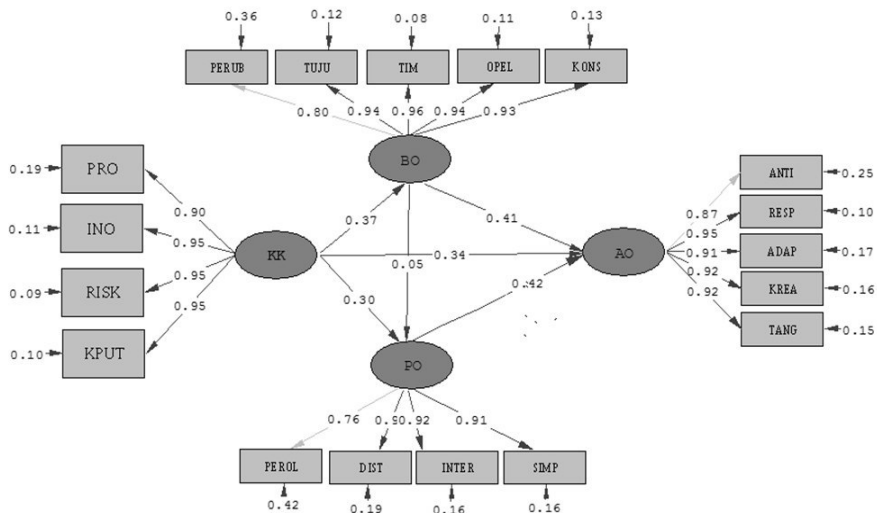 0.36 0.12 0.08 0.11 0.13
PERUB TUJU TIM OPEL KONS
0.80 0.94 0.96 0.94 0.93
BO
0.19 PRO
0.90
0.11 INO
0.95
0.09 RISK
0.95
0.10 KPUT
0.95
KK
0.37
0.41
0.34
0.05
0.30
0.42
AO
0.87 ANTI 0.25
0.95 RESP 0.10
0.91 ADAP 0.17
0.92 KREA 0.16
0.92 TANG 0.15
PO
0.76 0.90 0.92 0.91
PEROL DIST INTER SIMP
0.42 0.19 0.16 0.16